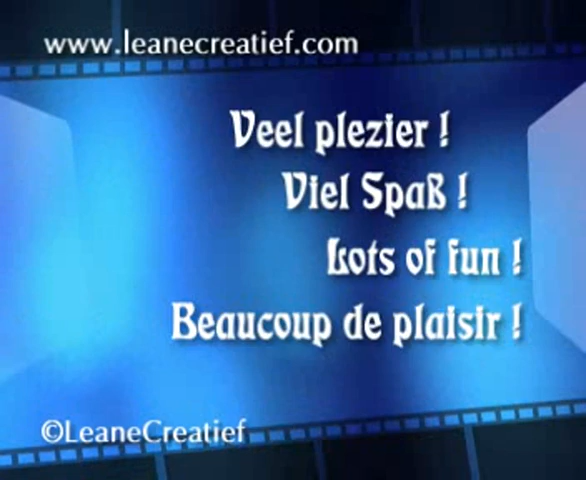 www.leanecreatief.com
Veel plezier !
Viel Spaß !
Lots of fun !
Beaucoup de plaisir !
©LeaneCreatief